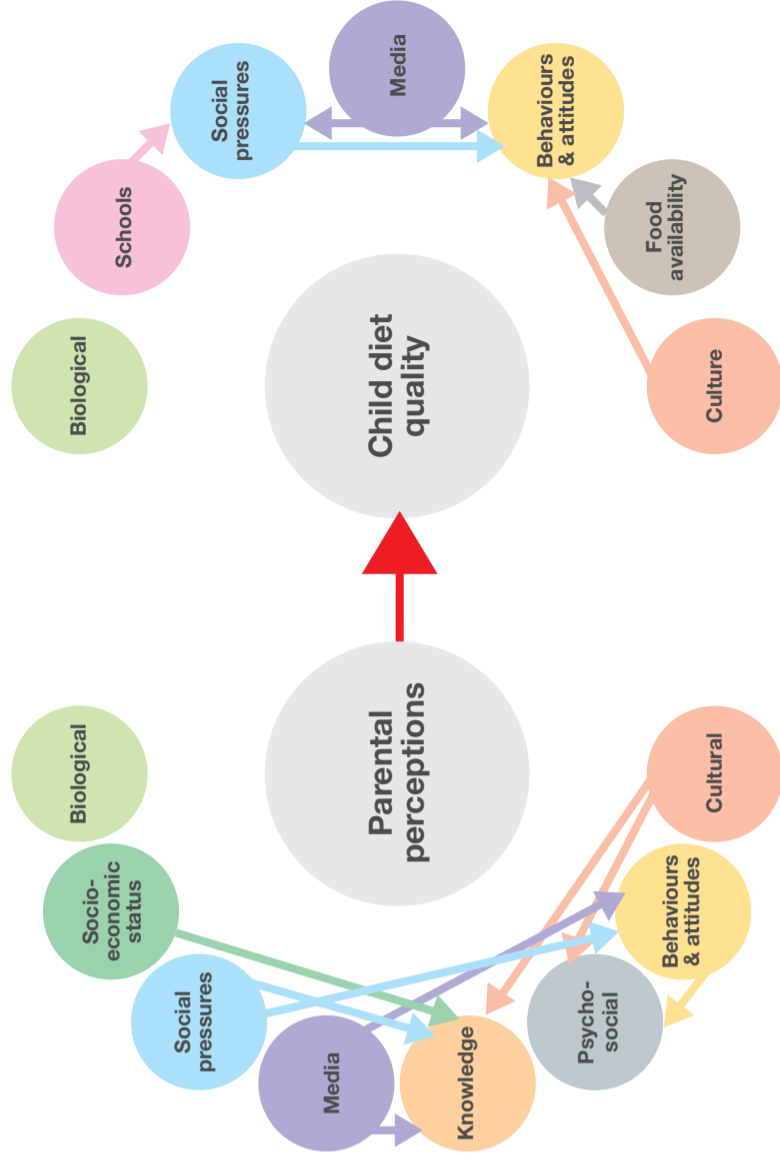 Biological
Socio-
economic
status
Social
pressures
Media
Knowledge
Psycho-
social
Behaviours
& attitudes
Cultural
Parental
perceptions
Child diet
quality
Biological
Schools
Social
pressures
Media
Behaviours
& attitudes
Food
availability
Culture